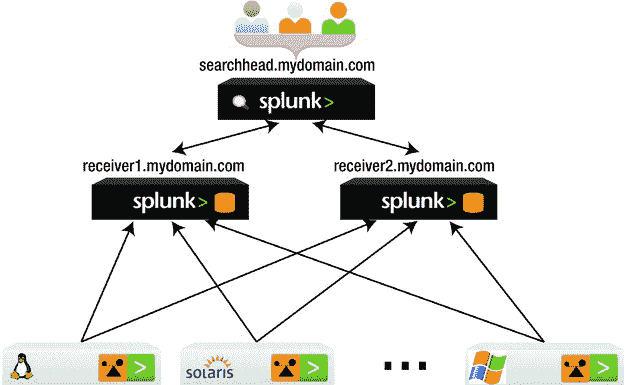 searchhead.mydomain.com
splunk>
receiver1.mydomain.com
receiver2.mydomain.com
splunk>
splunk>
>
solaris
>
...
>